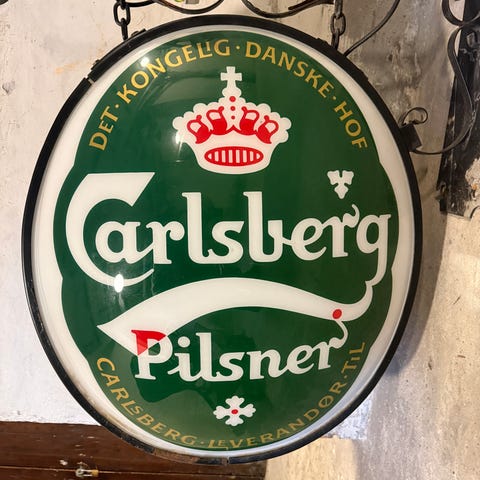 DET · KONGELIG · DANSKE · HOF
Carlsberg
Pilsner
CARLSBERG · LEVERANDØR · TIL